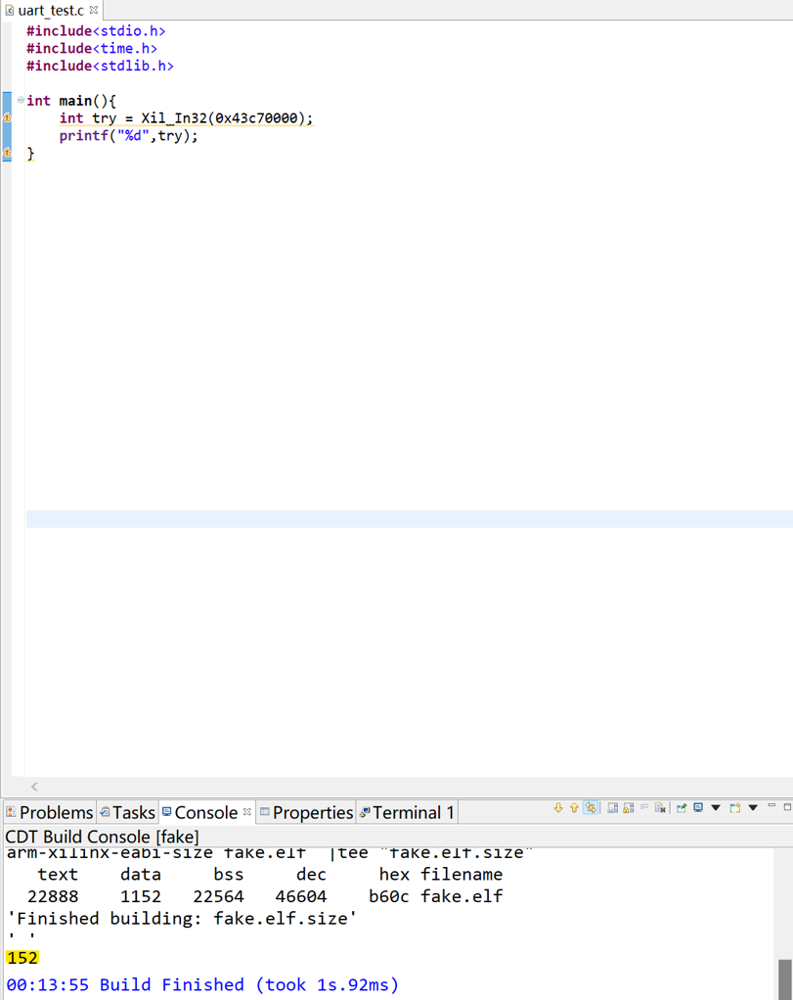 uart_test.c
#include<stdio.h>
#include<time.h>
#include<stdlib.h>
int main(){
int try = Xil_In32(0x43c70000);
printf("%d",try);
}
Problems Tasks Console Properties Terminal 1
CDT Build Console [fake]
arm-xilinx-eabi-size fake.elf |tee "fake.elf.size"
text data bss dec hex filename
22888 1152 22564 46604 b60c fake.elf
'Finished building: fake.elf.size'
' '
152
00:13:55 Build Finished (took 1s.92ms)